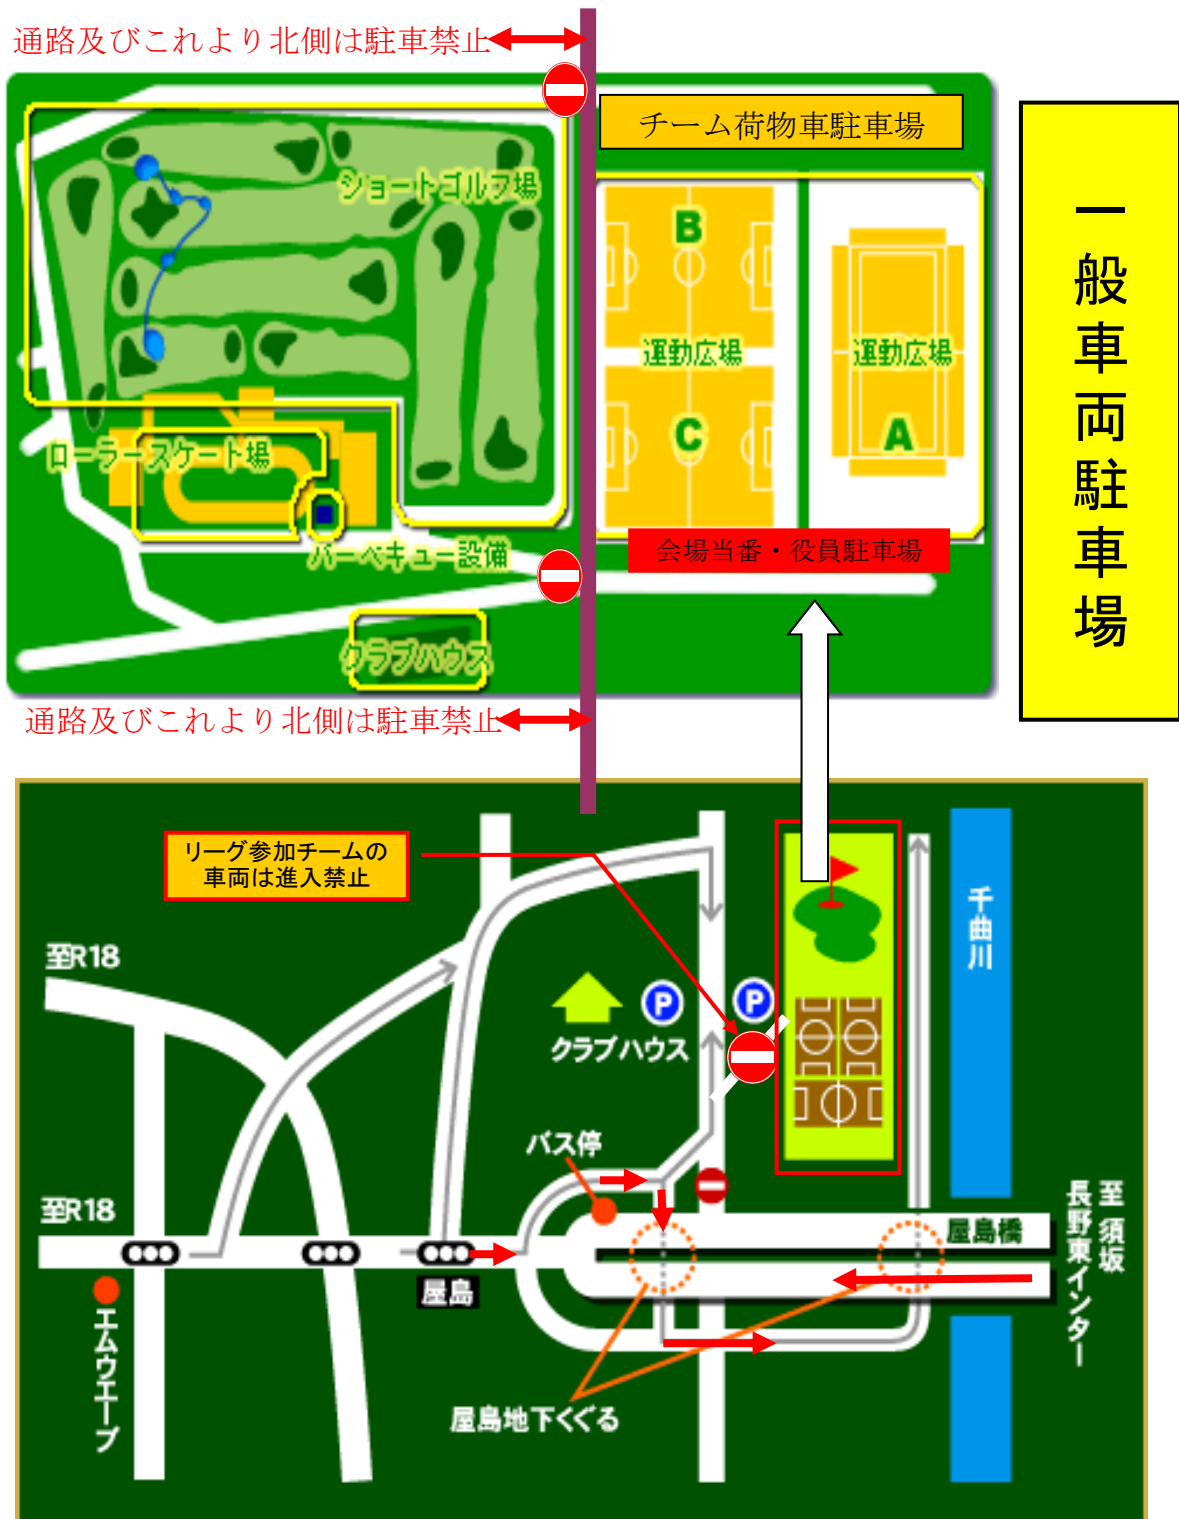 通路及びこれより北側は駐車禁止
チーム荷物車駐車場
ショートゴルフ場
B
運動広場
運動広場
C
A
ローラースケート場
バーベキュー設備
会場当番・役員駐車場
クラブハウス
一般車両駐車場
通路及びこれより北側は駐車禁止
リーグ参加チームの
車両は進入禁止
千曲川
至R18
P
P
クラブハウス
バス停
至R18
屋島橋
至 須坂
長野東インター
屋島
エムウエーブ
屋島地下くぐる